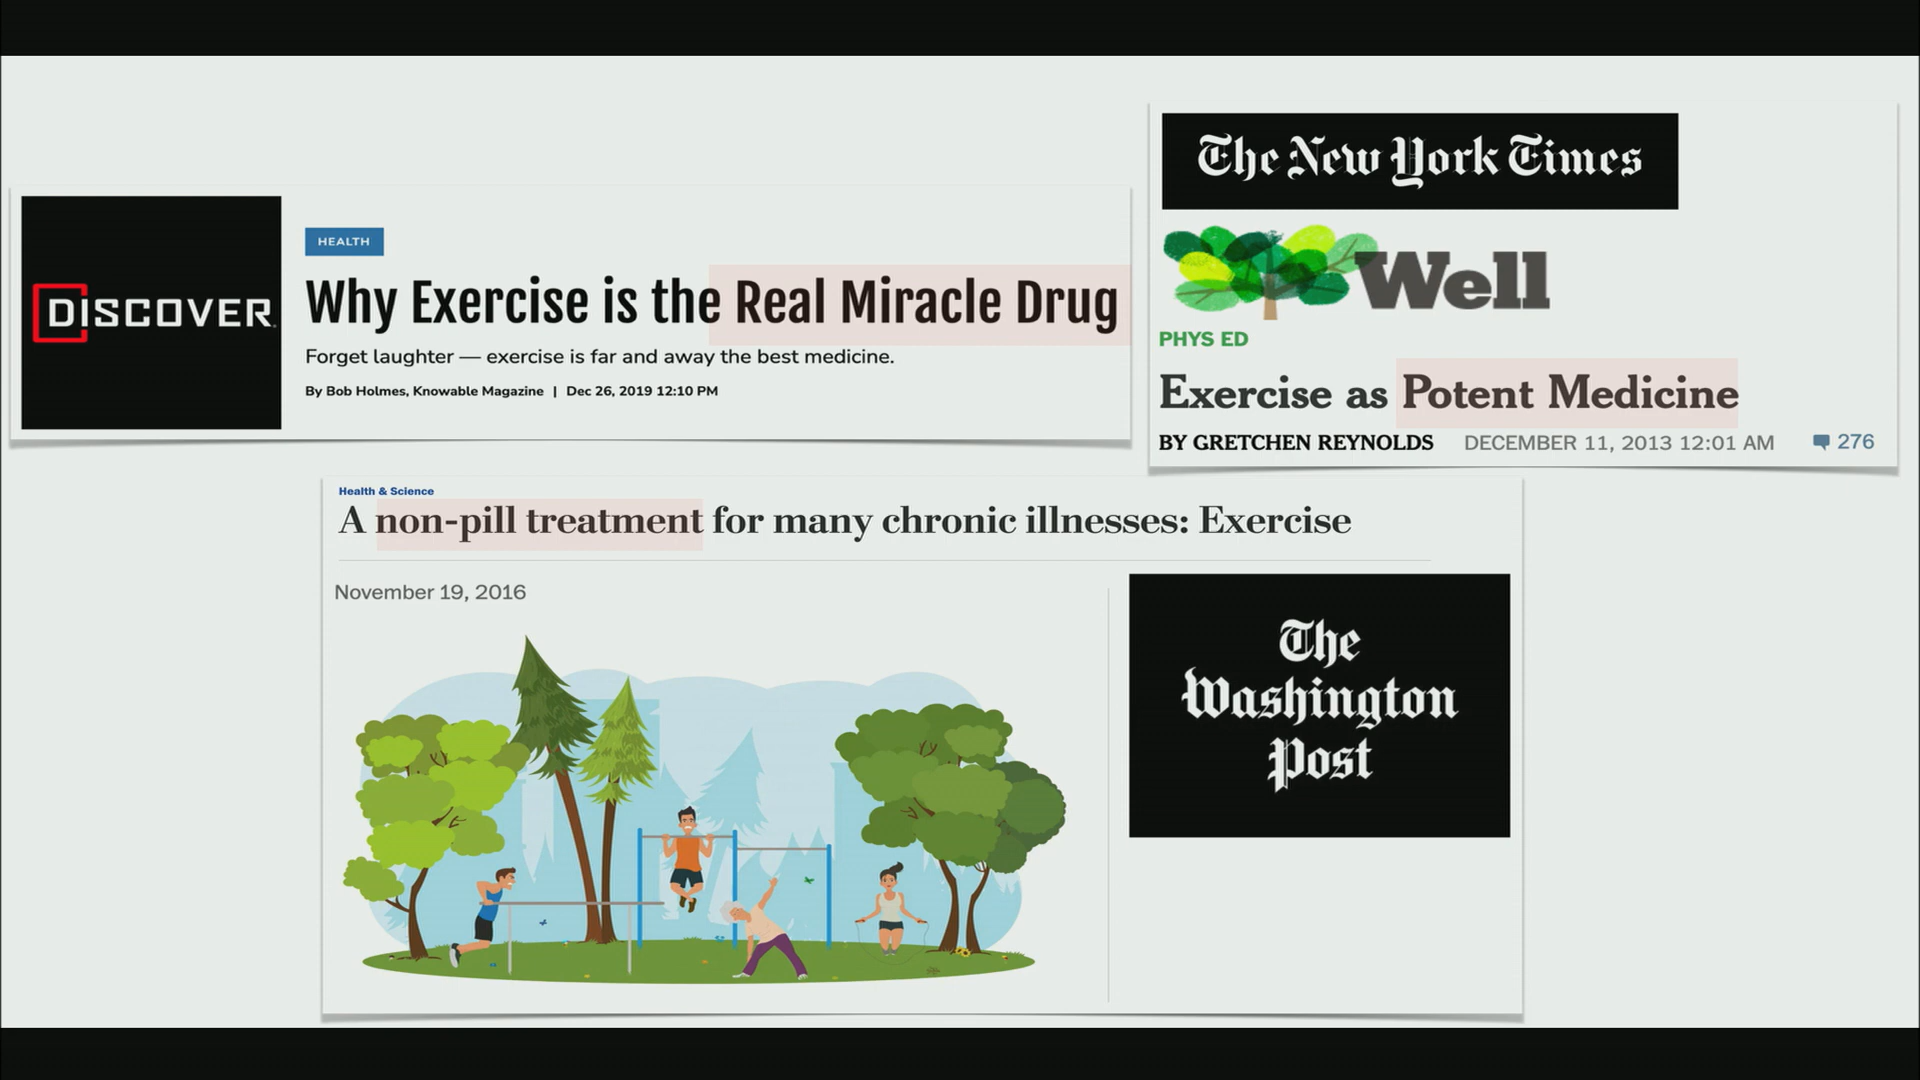 DISCOVER
HEALTH
Why Exercise is the Real Miracle Drug
Forget laughter — exercise is far and away the best medicine.
By Bob Holmes, Knowable Magazine | Dec 26, 2019 12:10 PM
The New York Times
Well
PHYS ED
Exercise as Potent Medicine
BY GRETCHEN REYNOLDS DECEMBER 11, 2013 12:01 AM 276
Health & Science
A non-pill treatment for many chronic illnesses: Exercise
November 19, 2016
The
Washington
Post